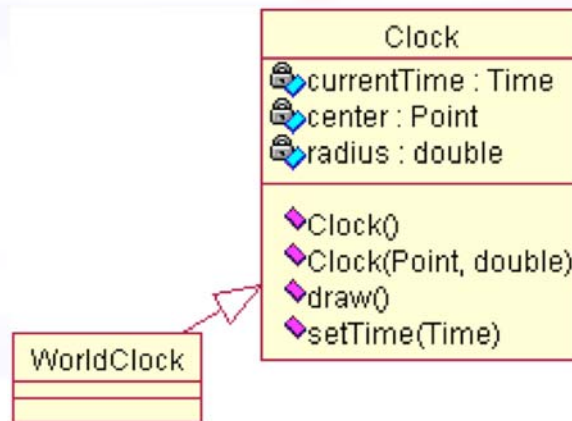 Clock
currentTime : Time
center : Point
radius : double
Clock()
Clock(Point, double)
draw()
setTime(Time)
WorldClock